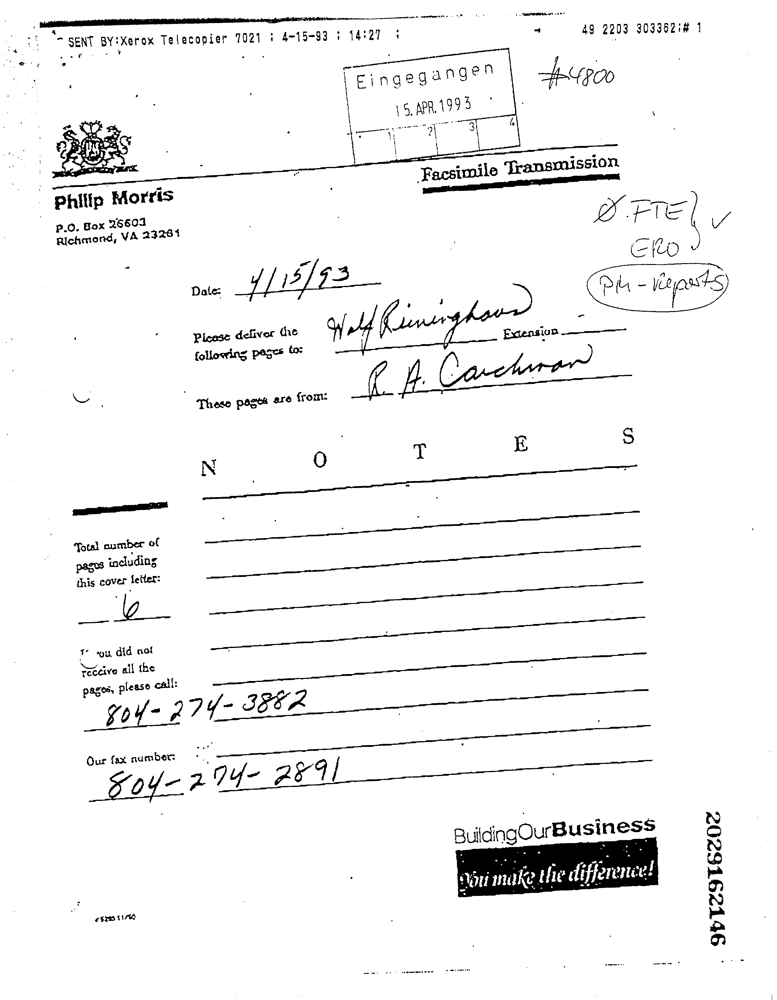 SENT BY:Xerox Telecopier 7021 ; 4-15-93 ; 14:27 ; → 49 2203 303362;# 1
Eingegangen
15. APR. 1993
1 2 3 4
#4800
Facsimile Transmission
Philip Morris
P.O. Box 26603
Richmond, VA 23261
Ø. FTE } ✓
ERO
PM - Reports
Date: 4/15/93
Please deliver the
following pages to: Wolf Reininghaus Extension
These pages are from: R. A. Carchman
N O T E S
Total number of
pages including
this cover letter:
6
you did not
receive all the
pages, please call:
804-274-3882
Our fax number:
804-274-2891
BuildingOurBusiness
You make the difference!
2029162146